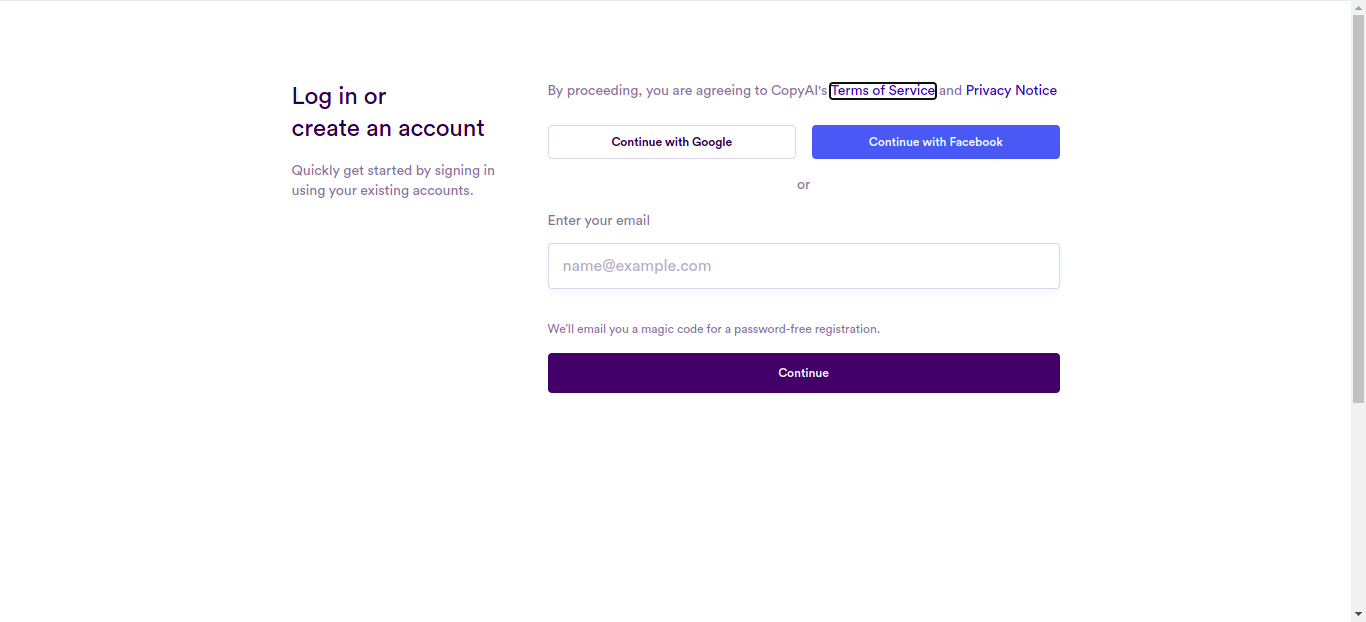 Log in or
create an account
Quickly get started by signing in
using your existing accounts.
By proceeding, you are agreeing to CopyAI's Terms of Service and Privacy Notice
Continue with Google
Continue with Facebook
or
Enter your email
name@example.com
We'll email you a magic code for a password-free registration.
Continue